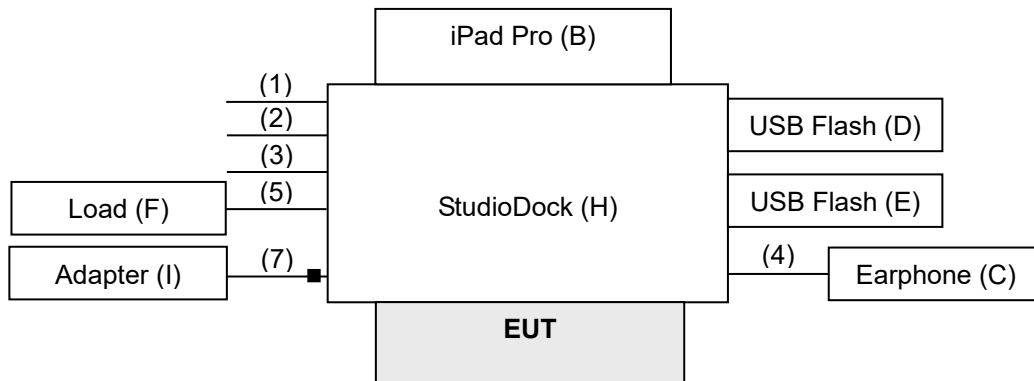 iPad Pro (B)
(1)
(2)
(3)
(5)
Load (F)
(7)
Adapter (I)
StudioDock (H)
USB Flash (D)
USB Flash (E)
(4)
Earphone (C)
EUT